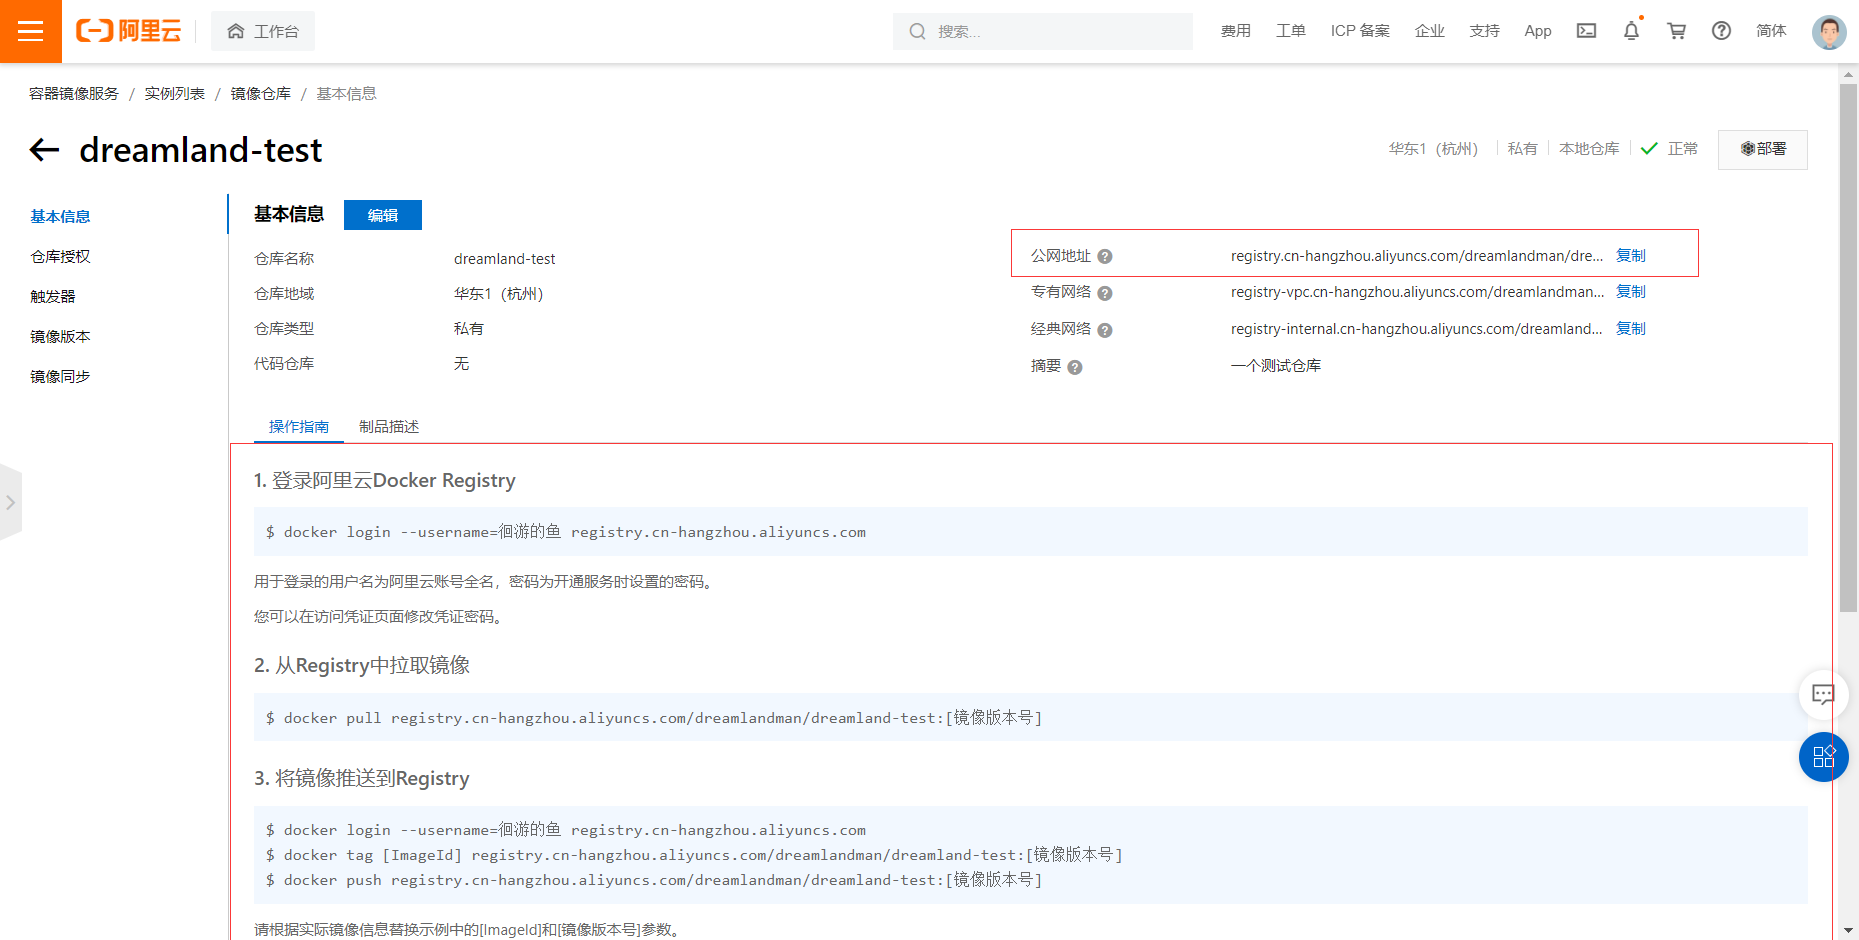 阿里云
工作台
搜索...
费用
工单
ICP 备案
企业
支持
App
简体
容器镜像服务 / 实例列表 / 镜像仓库 / 基本信息
dreamland-test
华东1（杭州）
私有
本地仓库
正常
部署
基本信息
仓库授权
触发器
镜像版本
镜像同步
基本信息
编辑
仓库名称 dreamland-test
仓库地域 华东1（杭州）
仓库类型 私有
代码仓库 无
公网地址 registry.cn-hangzhou.aliyuncs.com/dreamlandman/dre... 复制
专有网络 registry-vpc.cn-hangzhou.aliyuncs.com/dreamlandman... 复制
经典网络 registry-internal.cn-hangzhou.aliyuncs.com/dreamland... 复制
摘要 一个测试仓库
操作指南
制品描述
1. 登录阿里云Docker Registry
$ docker login --username=徊游的鱼 registry.cn-hangzhou.aliyuncs.com
用于登录的用户名为阿里云账号全名，密码为开通服务时设置的密码。
您可以在访问凭证页面修改凭证密码。
2. 从Registry中拉取镜像
$ docker pull registry.cn-hangzhou.aliyuncs.com/dreamlandman/dreamland-test:[镜像版本号]
3. 将镜像推送到Registry
$ docker login --username=徊游的鱼 registry.cn-hangzhou.aliyuncs.com
$ docker tag [ImageId] registry.cn-hangzhou.aliyuncs.com/dreamlandman/dreamland-test:[镜像版本号]
$ docker push registry.cn-hangzhou.aliyuncs.com/dreamlandman/dreamland-test:[镜像版本号]
请根据实际镜像信息替换示例中的[ImageId]和[镜像版本号]参数。